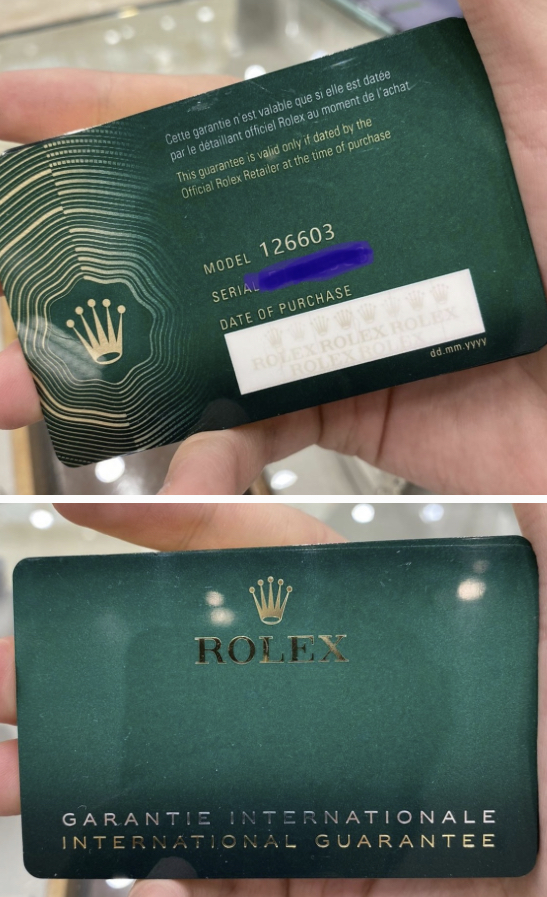 Cette garantie n'est valable que si elle est datée
par le détaillant officiel Rolex au moment de l'achat
This guarantee is valid only if dated by the
Official Rolex Retailer at the time of purchase
MODEL 126603
SERIAL
DATE OF PURCHASE
ROLEX ROLEX ROLEX
ROLEX ROLEX
dd.mm.yyyy
ROLEX
GARANTIE INTERNATIONALE
INTERNATIONAL GUARANTEE